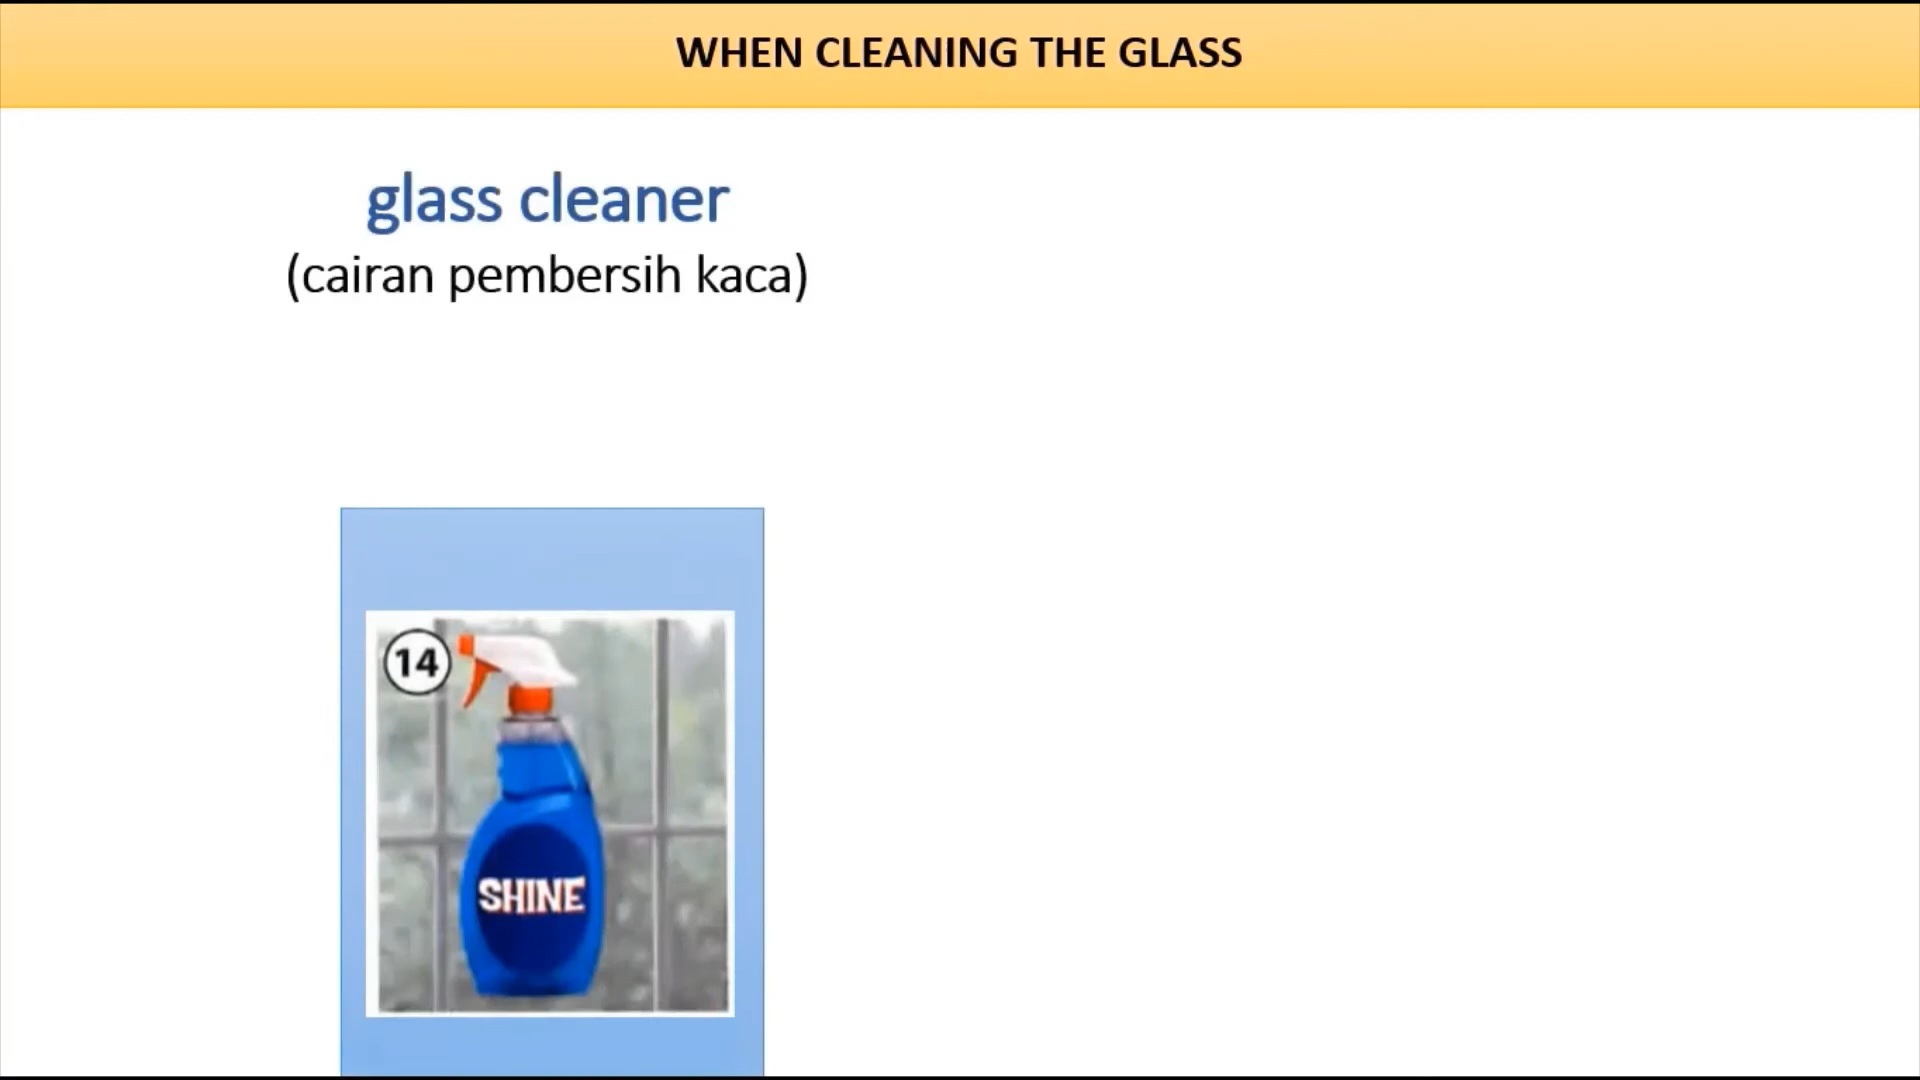 WHEN CLEANING THE GLASS
glass cleaner
(cairan pembersih kaca)
14
SHINE